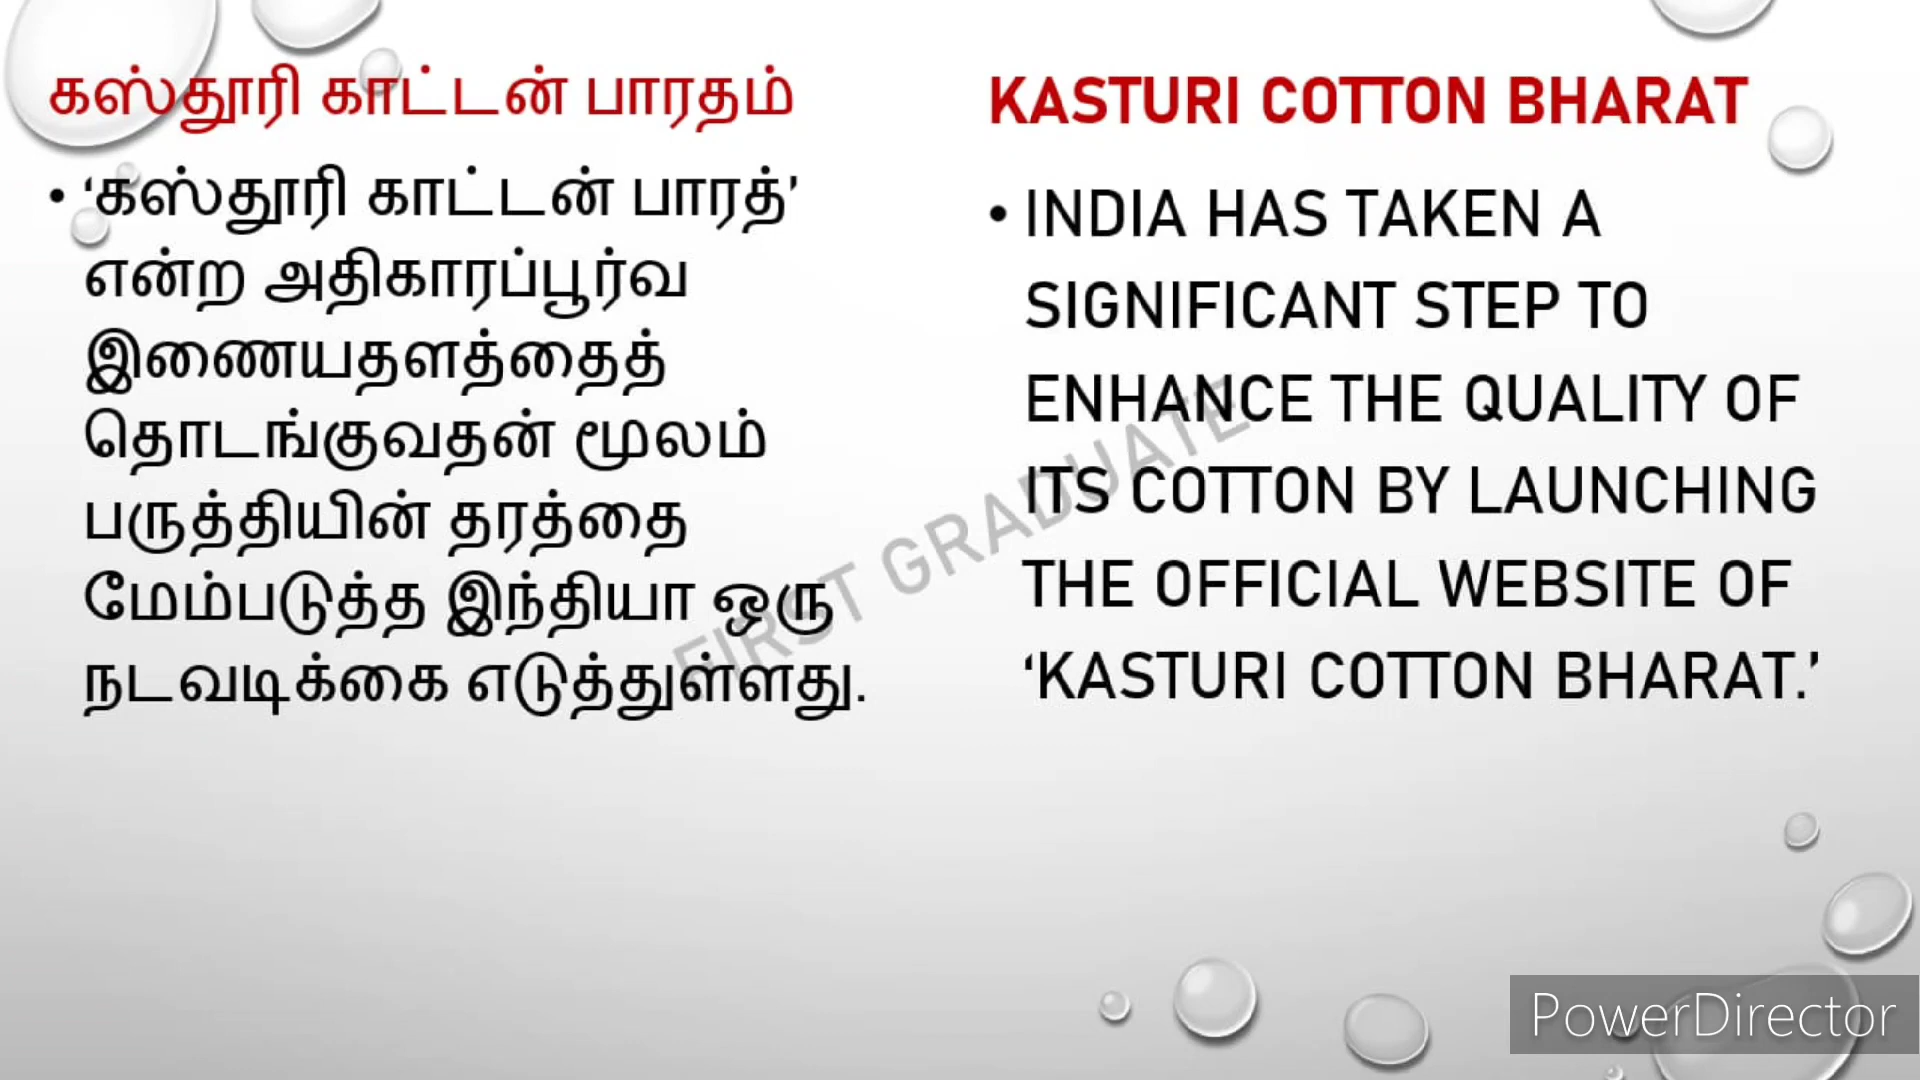 கஸ்தூரி காட்டன் பாரதம்
• ‘கஸ்தூரி காட்டன் பாரத்’
என்ற அதிகாரப்பூர்வ
இணையதளத்தைத்
தொடங்குவதன் மூலம்
பருத்தியின் தரத்தை
மேம்படுத்த இந்தியா ஒரு
நடவடிக்கை எடுத்துள்ளது.
KASTURI COTTON BHARAT
• INDIA HAS TAKEN A
SIGNIFICANT STEP TO
ENHANCE THE QUALITY OF
ITS COTTON BY LAUNCHING
THE OFFICIAL WEBSITE OF
‘KASTURI COTTON BHARAT.’
FIRST GRADUATE
PowerDirector